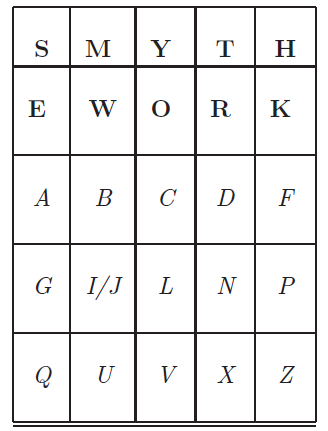 S M Y T H
E W O R K
A B C D F
G I/J L N P
Q U V X Z